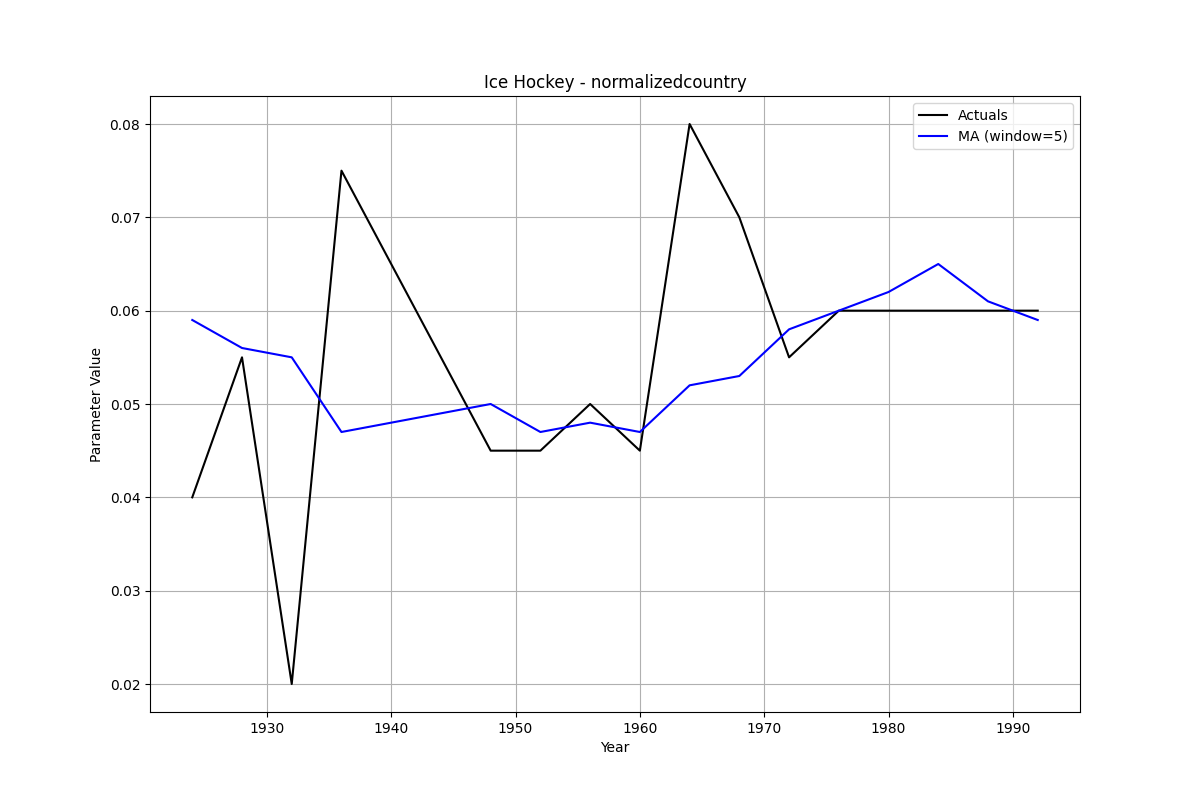 Ice Hockey - normalizedcountry
Actuals
MA (window=5)
0.08
0.07
0.06
0.05
0.04
0.03
0.02
Parameter Value
1930 1940 1950 1960 1970 1980 1990
Year